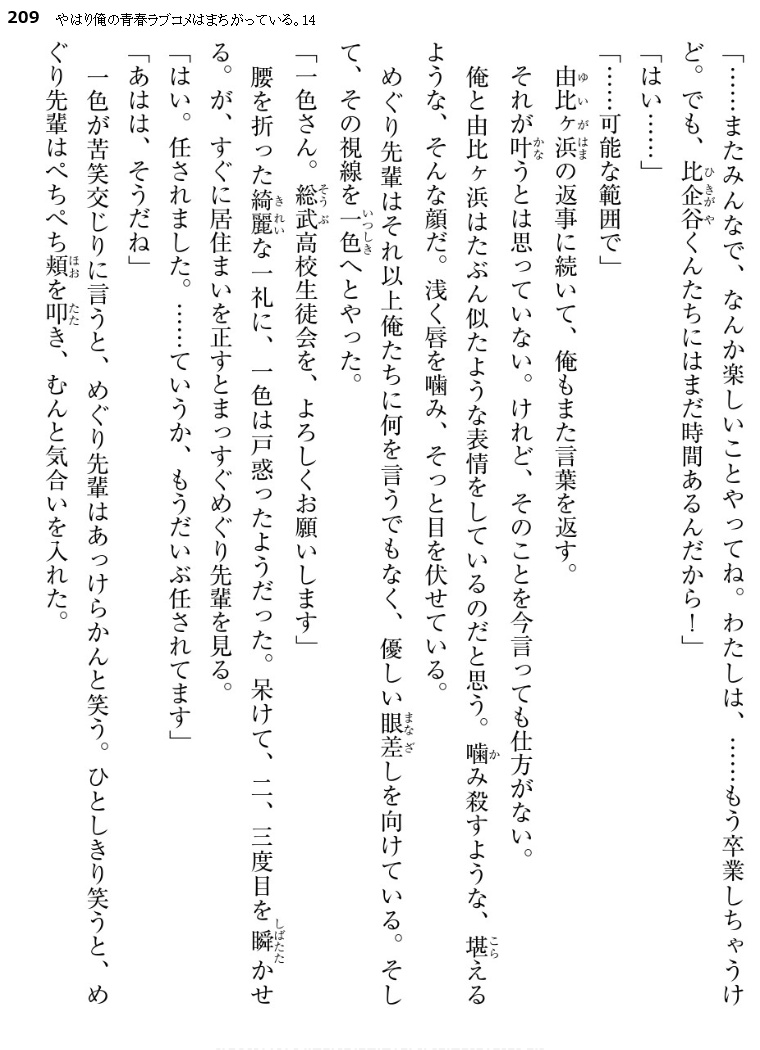 209 やはり俺の青春ラブコメはまちがっている。14
「……またみんなで、なんか楽しいことやってね。わたしは、……もう卒業しちゃうけ
ど。でも、比企谷くんたちにはまだ時間あるんだから！」
「はい……」
「……可能な範囲で」
由比ヶ浜の返事に続いて、俺もまた言葉を返す。
それが叶うとは思っていない。けれど、そのことを今言っても仕方がない。
俺と由比ヶ浜はたぶん似たような表情をしているのだと思う。噛み殺すような、堪える
ような、そんな顔だ。浅く唇を噛み、そっと目を伏せている。
めぐり先輩はそれ以上俺たちに何を言うでもなく、優しい眼差しを向けている。そし
て、その視線を一色へとやった。
「一色さん。総武高校生徒会を、よろしくお願いします」
腰を折った綺麗な一礼に、一色は戸惑ったようだった。呆けて、二、三度目を瞬かせ
る。が、すぐに居住まいを正すとまっすぐめぐり先輩を見る。
「はい。任されました。……ていうか、もうだいぶ任されてます」
「あはは、そうだね」
一色が苦笑交じりに言うと、めぐり先輩はあっけらかんと笑う。ひとしきり笑うと、め
ぐり先輩はぺちぺち頬を叩き、むんと気合いを入れた。